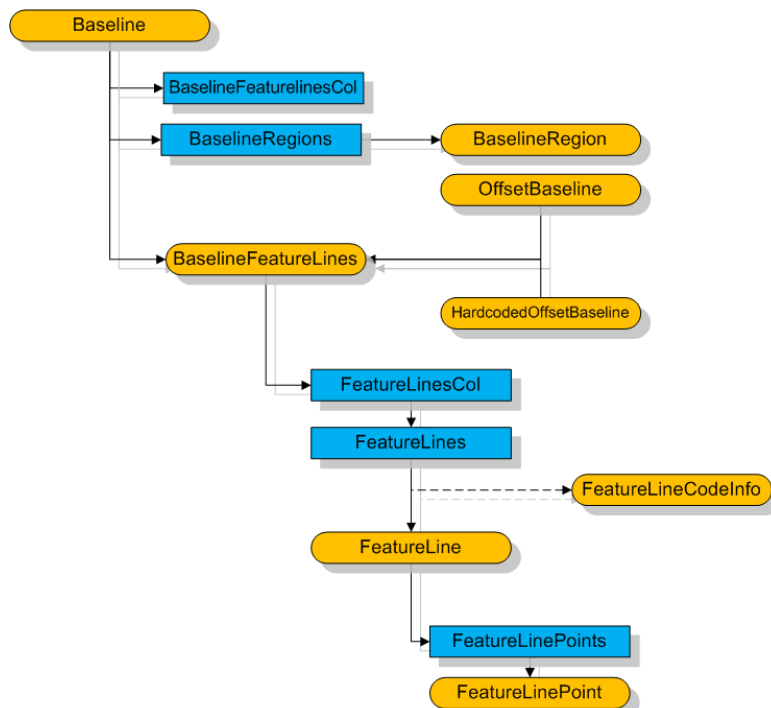 Baseline
BaselineFeaturelinesCol
BaselineRegions
BaselineRegion
OffsetBaseline
BaselineFeatureLines
HardcodedOffsetBaseline
FeatureLinesCol
FeatureLines
FeatureLineCodeInfo
FeatureLine
FeatureLinePoints
FeatureLinePoint